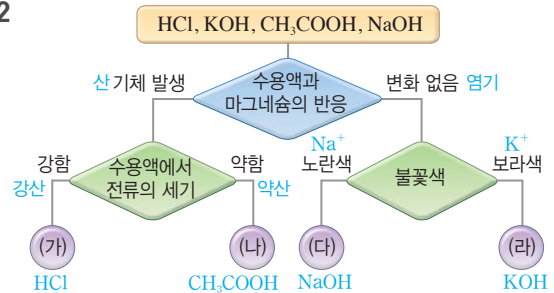 2
HCl, KOH, CH₃COOH, NaOH
산 기체 발생
수용액과
마그네슘의 반응
변화 없음 염기
강함
강산
수용액에서
전류의 세기
약함
약산
Na⁺
노란색
불꽃색
K⁺
보라색
(가)
(나)
(다)
(라)
HCl
CH₃COOH
NaOH
KOH